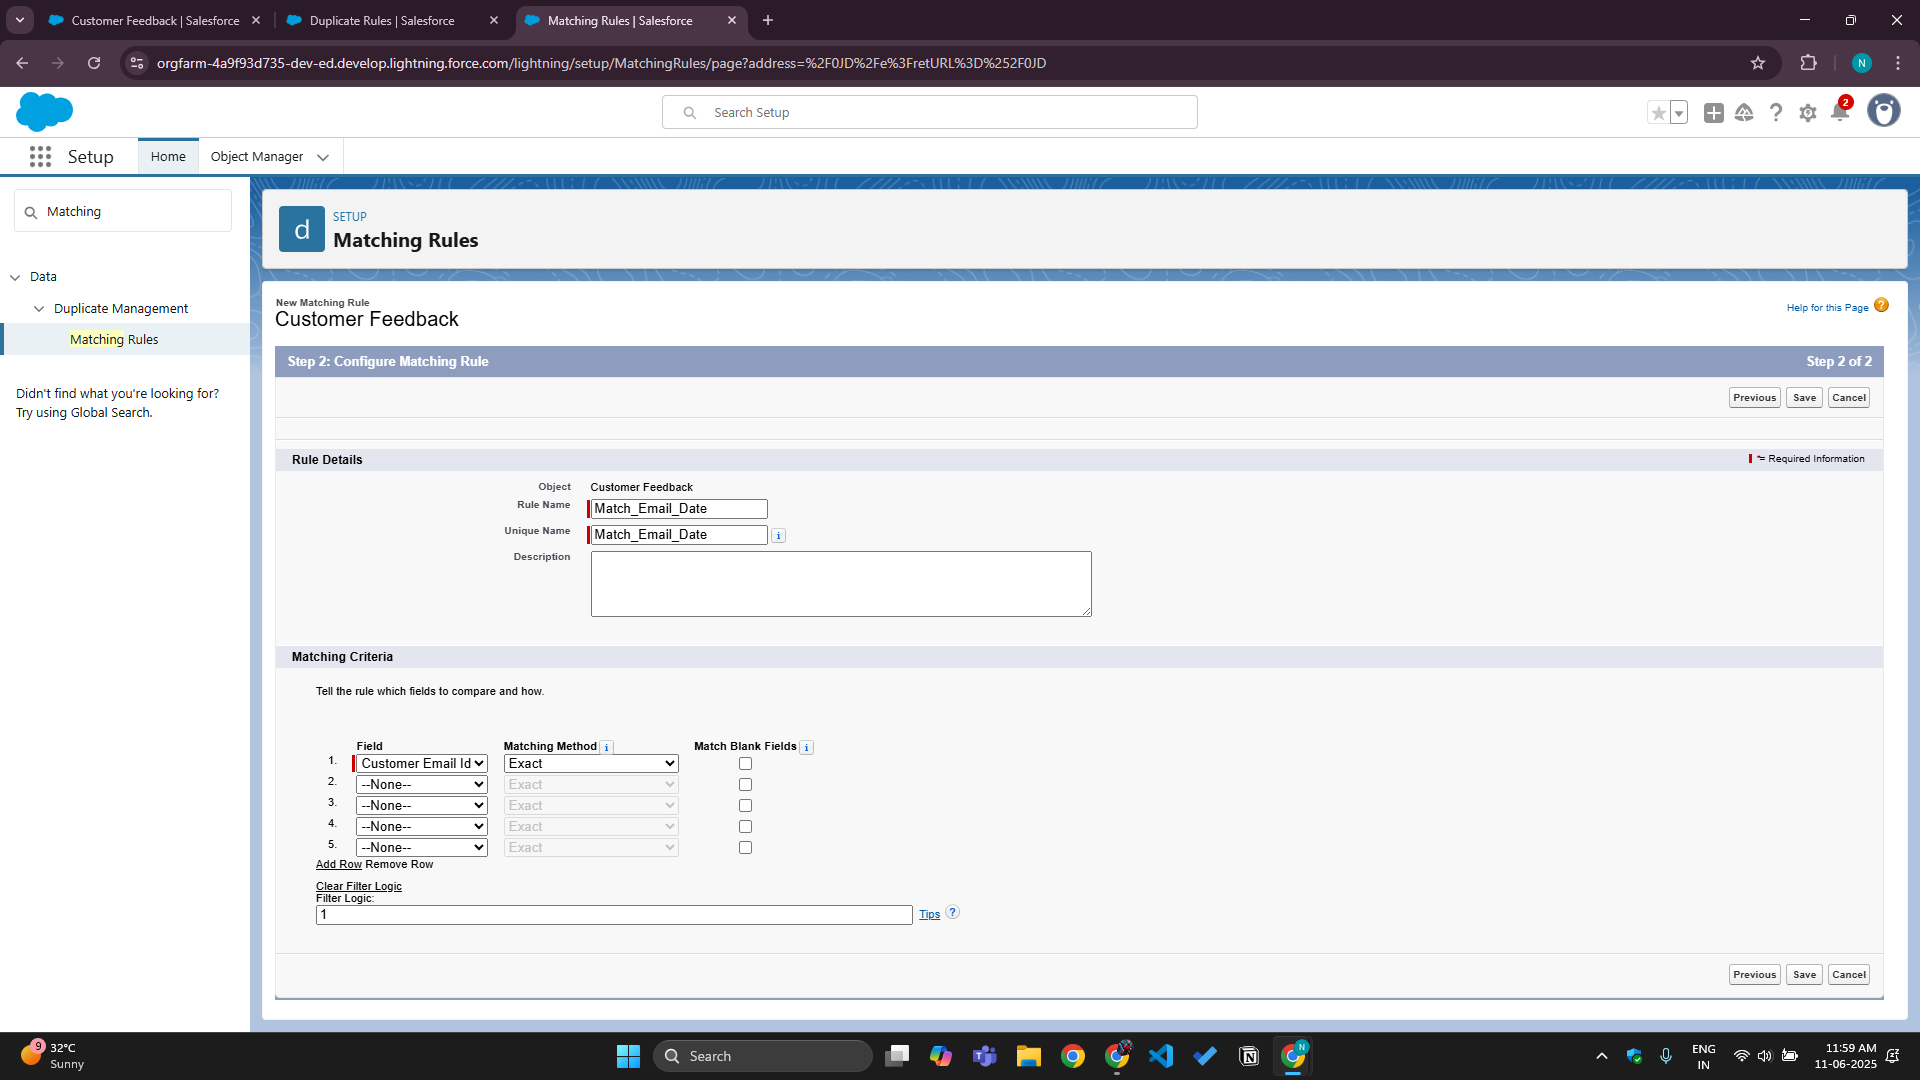 Customer Feedback | Salesforce
Duplicate Rules | Salesforce
Matching Rules | Salesforce
orgfarm-4a9f93d735-dev-ed.develop.lightning.force.com/lightning/setup/MatchingRules/page?address=%2F0JD%2Fe%3FretURL%3D%252F0JD
N
Search Setup
2
Setup
Home
Object Manager
Matching
Data
Duplicate Management
Matching Rules
Didn't find what you're looking for?
Try using Global Search.
d
SETUP
Matching Rules
New Matching Rule
Customer Feedback
Help for this Page ?
Step 2: Configure Matching Rule
Step 2 of 2
Previous Save Cancel
Rule Details
= Required Information
Object Customer Feedback
Rule Name Match_Email_Date
Unique Name Match_Email_Date i
Description
Matching Criteria
Tell the rule which fields to compare and how.
Field Matching Method i Match Blank Fields i
1. Customer Email Id Exact
2. --None-- Exact
3. --None-- Exact
4. --None-- Exact
5. --None-- Exact
Add Row Remove Row
Clear Filter Logic
Filter Logic:
1 Tips ?
Previous Save Cancel
9
32°C
Sunny
Search
N
ENG
IN
11:59 AM
11-06-2025